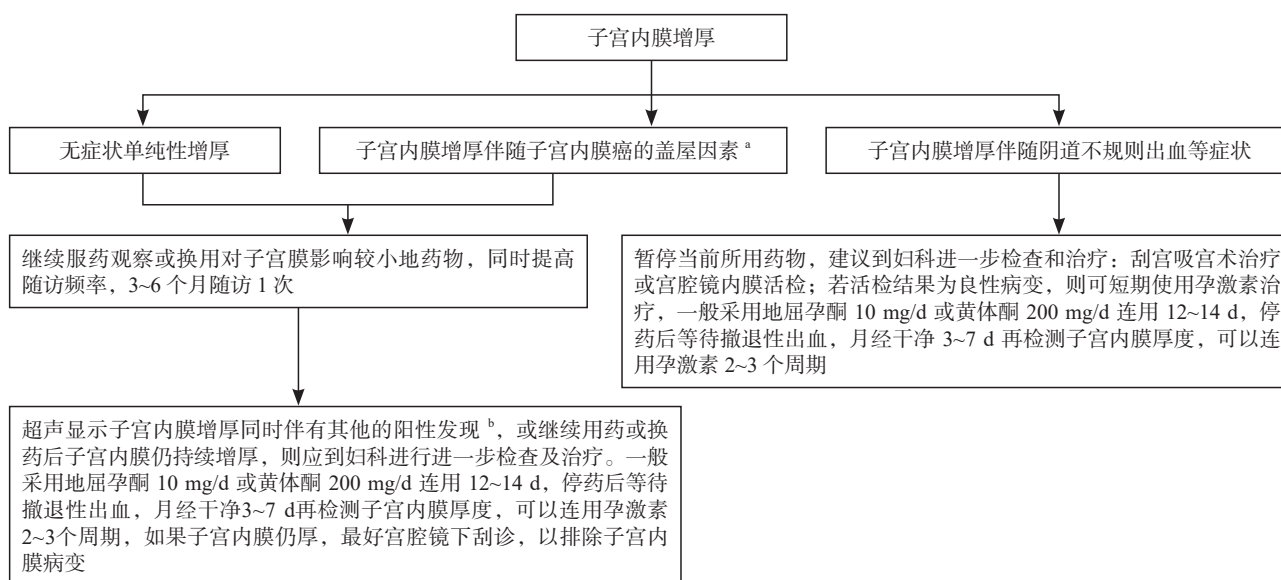 子宫内膜增厚
无症状单纯性增厚
子宫内膜增厚伴随子宫内膜癌的盖屋因素 a
子宫内膜增厚伴随阴道不规则出血等症状
继续服药观察或换用对子宫膜影响较小地药物，同时提高
随访频率，3~6 个月随访 1 次
暂停当前所用药物，建议到妇科进一步检查和治疗：刮宫吸宫术治疗
或宫腔镜内膜活检；若活检结果为良性病变，则可短期使用孕激素治
疗，一般采用地屈孕酮 10 mg/d 或黄体酮 200 mg/d 连用 12~14 d，停
药后等待撤退性出血，月经干净 3~7 d 再检测子宫内膜厚度，可以连
用孕激素 2~3 个周期
超声显示子宫内膜增厚同时伴有其他的阳性发现 b，或继续用药或换
药后子宫内膜仍持续增厚，则应到妇科进行进一步检查及治疗。一般
采用地屈孕酮 10 mg/d 或黄体酮 200 mg/d 连用 12~14 d，停药后等待
撤退性出血，月经干净3~7 d再检测子宫内膜厚度，可以连用孕激素
2~3个周期，如果子宫内膜仍厚，最好宫腔镜下刮诊，以排除子宫内
膜病变